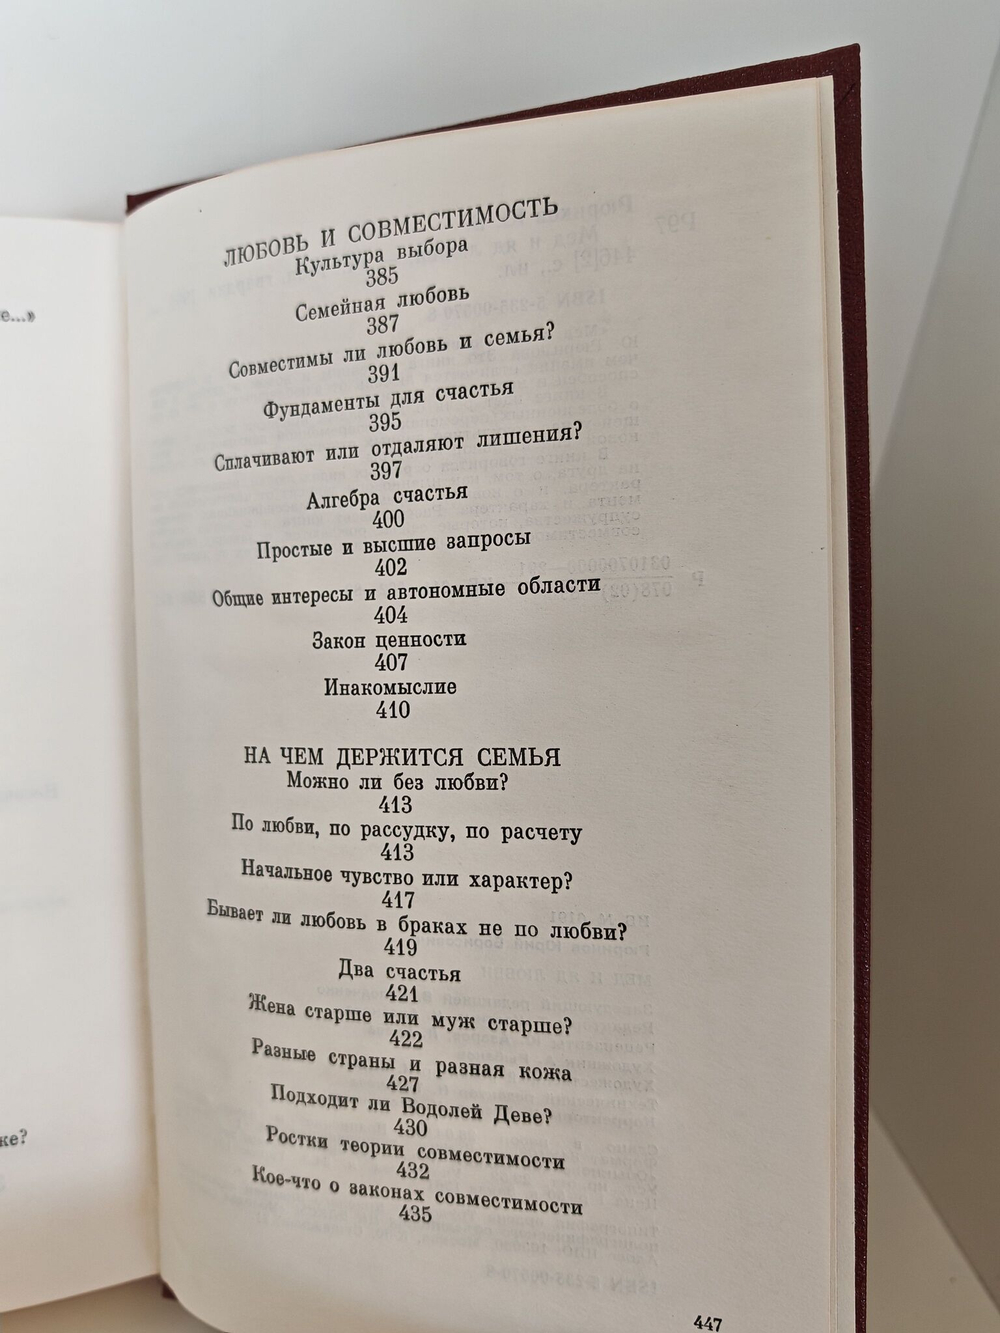 е...»
ке?
ЛЮБОВЬ И СОВМЕСТИМОСТЬ
Культура выбора
385
Семейная любовь
387
Совместимы ли любовь и семья?
391
Фундаменты для счастья
395
Сплачивают или отдаляют лишения?
397
Алгебра счастья
400
Простые и высшие запросы
402
Общие интересы и автономные области
404
Закон ценности
407
Инакомыслие
410
НА ЧЕМ ДЕРЖИТСЯ СЕМЬЯ
Можно ли без любви?
413
По любви, по рассудку, по расчету
413
Начальное чувство или характер?
417
Бывает ли любовь в браках не по любви?
419
Два счастья
421
Жена старше или муж старше?
422
Разные страны и разная кожа
427
Подходит ли Водолей Деве?
430
Ростки теории совместимости
432
Кое-что о законах совместимости
435
447